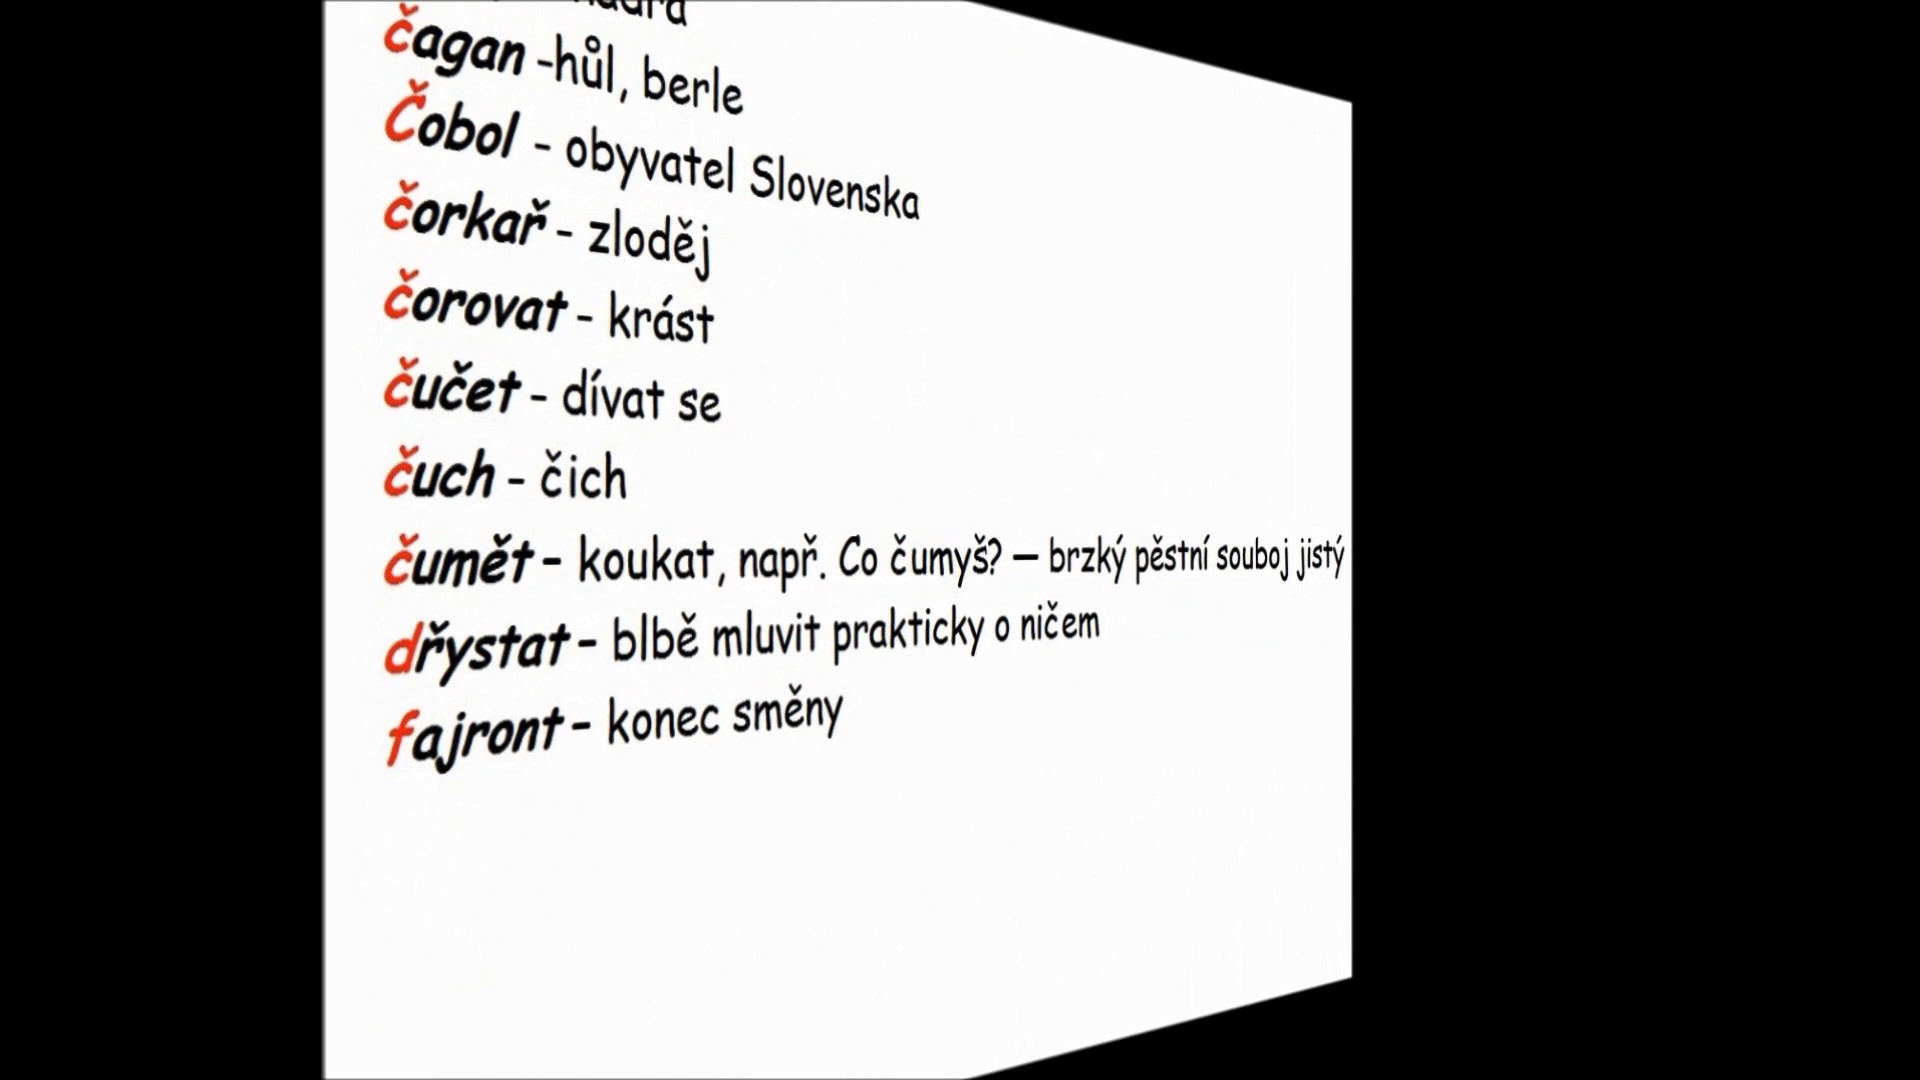 čagan -hůl, berle
Čobol - obyvatel Slovenska
čorkař - zloděj
čorovat - krást
čučet - dívat se
čuch - čich
čumět - koukat, např. Co čumyš? — brzký pěstní souboj jistý
dřystat - blbě mluvit prakticky o ničem
fajront - konec směny